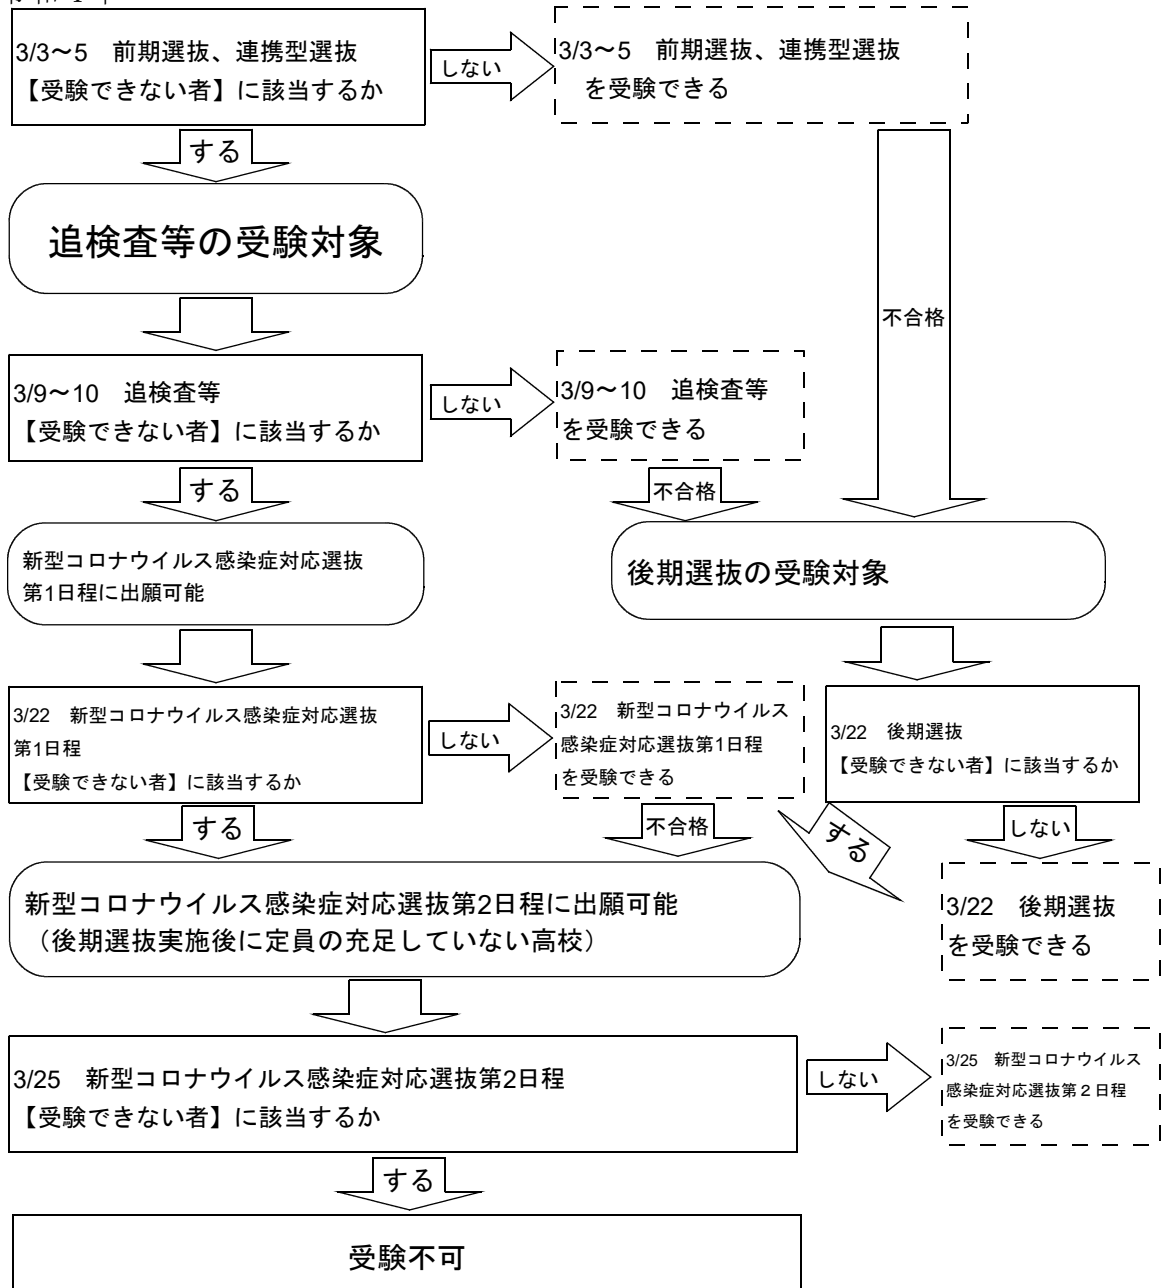 3/3～5　前期選抜、連携型選抜
【受験できない者】に該当するか
しない
3/3～5　前期選抜、連携型選抜
を受験できる
する
追検査等の受験対象
不合格
3/9～10　追検査等
【受験できない者】に該当するか
しない
3/9～10　追検査等
を受験できる
する
不合格
新型コロナウイルス感染症対応選抜
第1日程に出願可能
後期選抜の受験対象
3/22　新型コロナウイルス感染症対応選抜
第1日程
【受験できない者】に該当するか
しない
3/22　新型コロナウイルス
感染症対応選抜第1日程
を受験できる
3/22　後期選抜
【受験できない者】に該当するか
する
不合格
する
しない
新型コロナウイルス感染症対応選抜第2日程に出願可能
（後期選抜実施後に定員の充足していない高校）
3/22　後期選抜
を受験できる
3/25　新型コロナウイルス感染症対応選抜第2日程
【受験できない者】に該当するか
しない
3/25　新型コロナウイルス
感染症対応選抜第２日程
を受験できる
する
受験不可